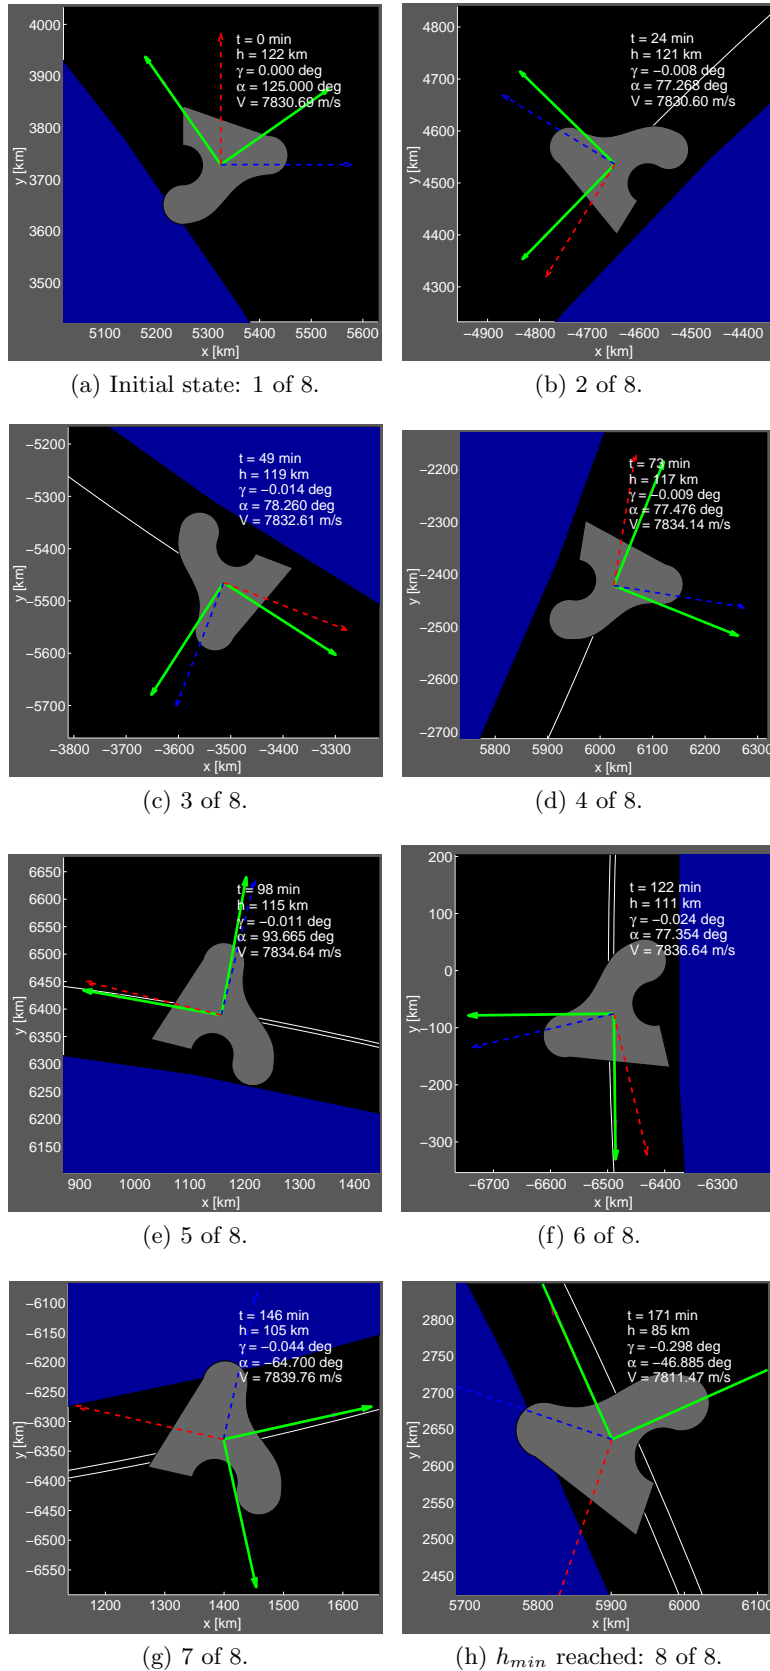 4000
3900
3800
3700
3600
3500
y [km]
t = 0 min
h = 122 km
γ = 0.000 deg
α = 125.000 deg
V = 7830.69 m/s
5100 5200 5300 5400 5500 5600
x [km]
(a) Initial state: 1 of 8.
4800
4700
4600
4500
4400
4300
y [km]
t = 24 min
h = 121 km
γ = −0.008 deg
α = 77.268 deg
V = 7830.60 m/s
−4900 −4800 −4700 −4600 −4500 −4400
x [km]
(b) 2 of 8.
−5200
−5300
−5400
−5500
−5600
−5700
y [km]
t = 49 min
h = 119 km
γ = −0.014 deg
α = 78.260 deg
V = 7832.61 m/s
−3800 −3700 −3600 −3500 −3400 −3300
x [km]
(c) 3 of 8.
−2200
−2300
−2400
−2500
−2600
−2700
y [km]
t = 73 min
h = 117 km
γ = −0.009 deg
α = 77.476 deg
V = 7834.14 m/s
5800 5900 6000 6100 6200 6300
x [km]
(d) 4 of 8.
6650
6600
6550
6500
6450
6400
6350
6300
6250
6200
6150
y [km]
t = 98 min
h = 115 km
γ = −0.011 deg
α = 93.665 deg
V = 7834.64 m/s
900 1000 1100 1200 1300 1400
x [km]
(e) 5 of 8.
200
100
0
−100
−200
−300
y [km]
t = 122 min
h = 111 km
γ = −0.024 deg
α = 77.354 deg
V = 7836.64 m/s
−6700 −6600 −6500 −6400 −6300
x [km]
(f) 6 of 8.
−6100
−6150
−6200
−6250
−6300
−6350
−6400
−6450
−6500
−6550
y [km]
t = 146 min
h = 105 km
γ = −0.044 deg
α = −64.700 deg
V = 7839.76 m/s
1200 1300 1400 1500 1600
x [km]
(g) 7 of 8.
2800
2750
2700
2650
2600
2550
2500
2450
y [km]
t = 171 min
h = 85 km
γ = −0.298 deg
α = −46.885 deg
V = 7811.47 m/s
5700 5800 5900 6000 6100
x [km]
(h) hmin reached: 8 of 8.